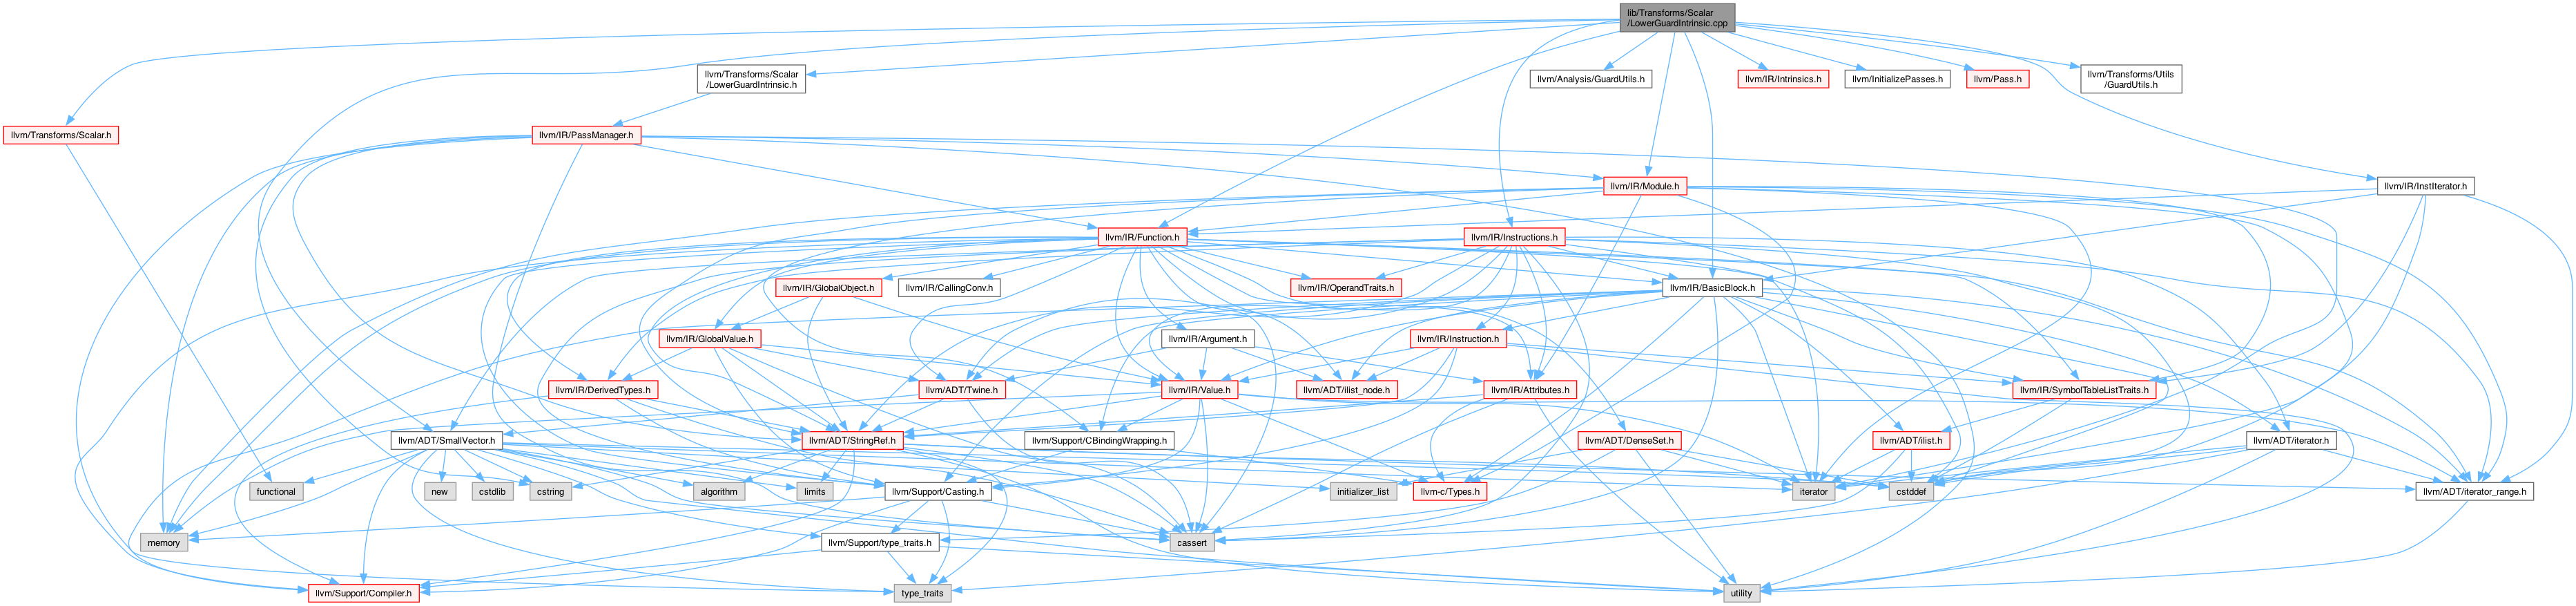 lib/Transforms/Scalar
/LowerGuardIntrinsic.cpp
llvm/Transforms/Scalar
/LowerGuardIntrinsic.h
llvm/Analysis/GuardUtils.h
llvm/IR/Intrinsics.h
llvm/InitializePasses.h
llvm/Pass.h
llvm/Transforms/Utils
/GuardUtils.h
llvm/Transforms/Scalar.h
llvm/IR/PassManager.h
llvm/IR/Module.h
llvm/IR/InstIterator.h
llvm/IR/Function.h
llvm/IR/Instructions.h
llvm/IR/GlobalObject.h
llvm/IR/CallingConv.h
llvm/IR/OperandTraits.h
llvm/IR/BasicBlock.h
llvm/IR/GlobalValue.h
llvm/IR/Argument.h
llvm/IR/Instruction.h
llvm/IR/DerivedTypes.h
llvm/ADT/Twine.h
llvm/IR/Value.h
llvm/ADT/ilist_node.h
llvm/IR/Attributes.h
llvm/IR/SymbolTableListTraits.h
llvm/ADT/SmallVector.h
llvm/ADT/StringRef.h
llvm/Support/CBindingWrapping.h
llvm/ADT/DenseSet.h
llvm/ADT/ilist.h
llvm/ADT/iterator.h
functional
new
cstdlib
cstring
algorithm
limits
llvm/Support/Casting.h
initializer_list
llvm-c/Types.h
iterator
cstddef
llvm/ADT/iterator_range.h
memory
llvm/Support/type_traits.h
cassert
llvm/Support/Compiler.h
type_traits
utility